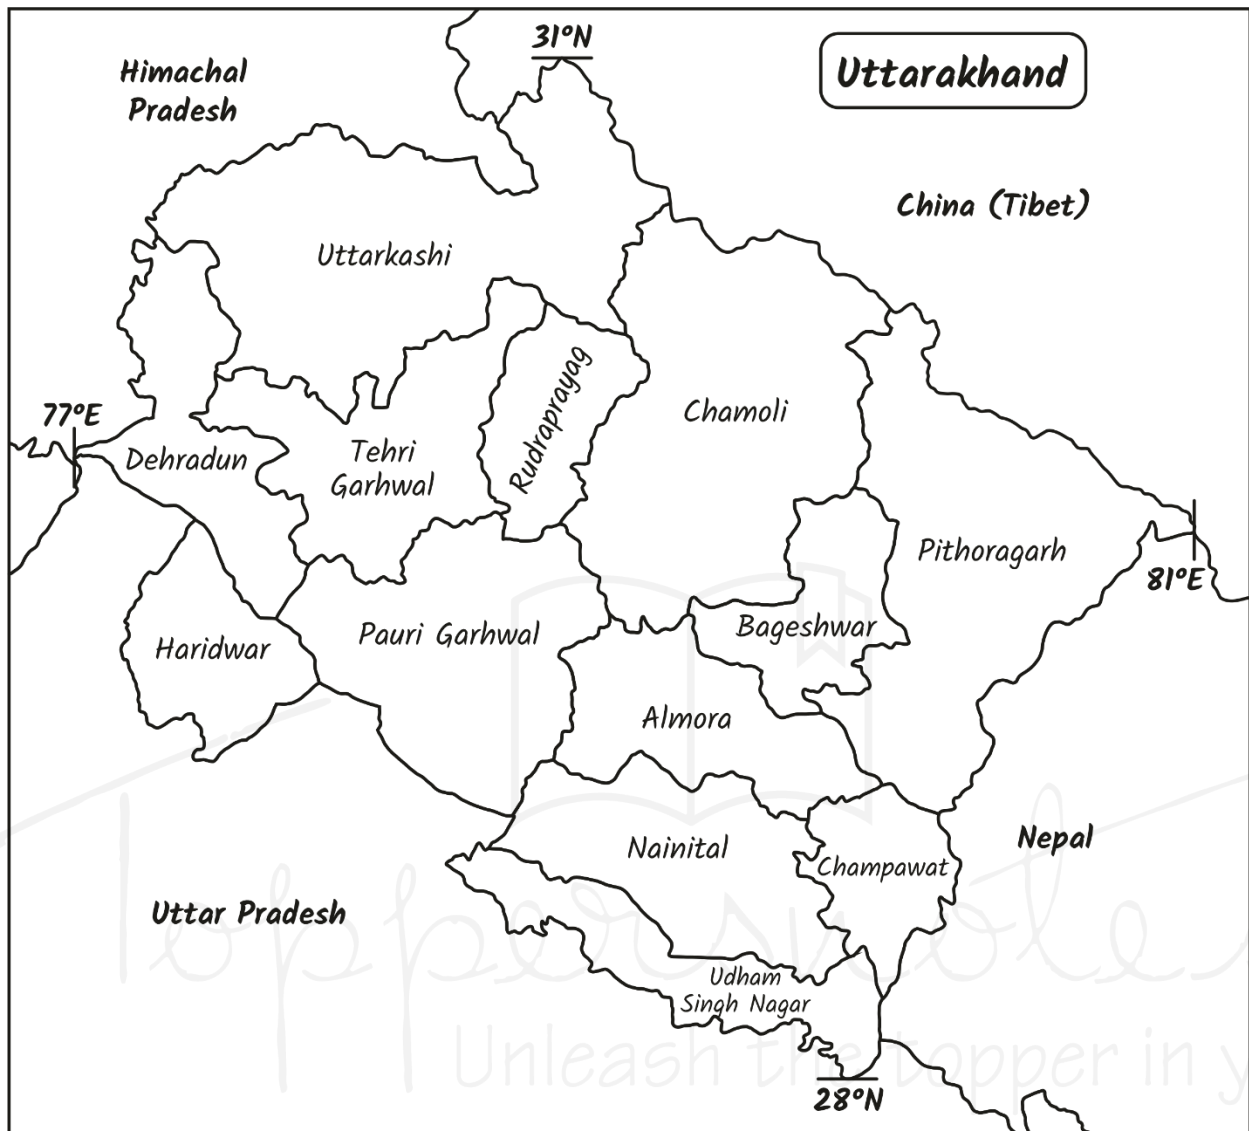 31°N
Himachal
Pradesh
Uttarakhand
China (Tibet)
Uttarkashi
Rudraprayag
Chamoli
77°E
Dehradun
Tehri
Garhwal
Pithoragarh
81°E
Haridwar
Pauri Garhwal
Bageshwar
Almora
Nainital
Champawat
Nepal
Uttar Pradesh
Udham
Singh Nagar
28°N
Toppersnote
Unleash the topper in y